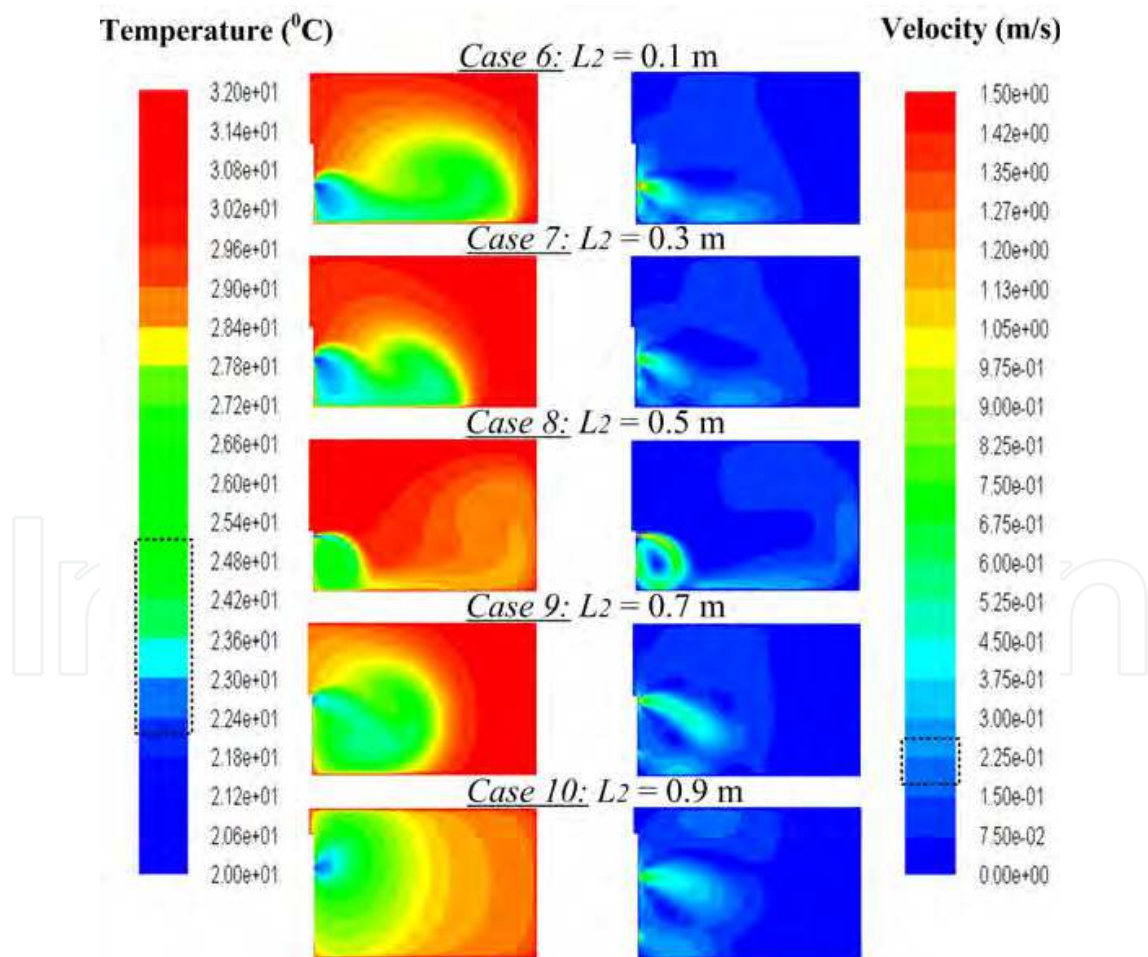 Temperature (⁰C)
Velocity (m/s)
Case 6: L2 = 0.1 m
Case 7: L2 = 0.3 m
Case 8: L2 = 0.5 m
Case 9: L2 = 0.7 m
Case 10: L2 = 0.9 m
3.20e+01
3.14e+01
3.08e+01
3.02e+01
2.96e+01
2.90e+01
2.84e+01
2.78e+01
2.72e+01
2.66e+01
2.60e+01
2.54e+01
2.48e+01
2.42e+01
2.36e+01
2.30e+01
2.24e+01
2.18e+01
2.12e+01
2.06e+01
2.00e+01
1.50e+00
1.42e+00
1.35e+00
1.27e+00
1.20e+00
1.13e+00
1.05e+00
9.75e-01
9.00e-01
8.25e-01
7.50e-01
6.75e-01
6.00e-01
5.25e-01
4.50e-01
3.75e-01
3.00e-01
2.25e-01
1.50e-01
7.50e-02
0.00e+00